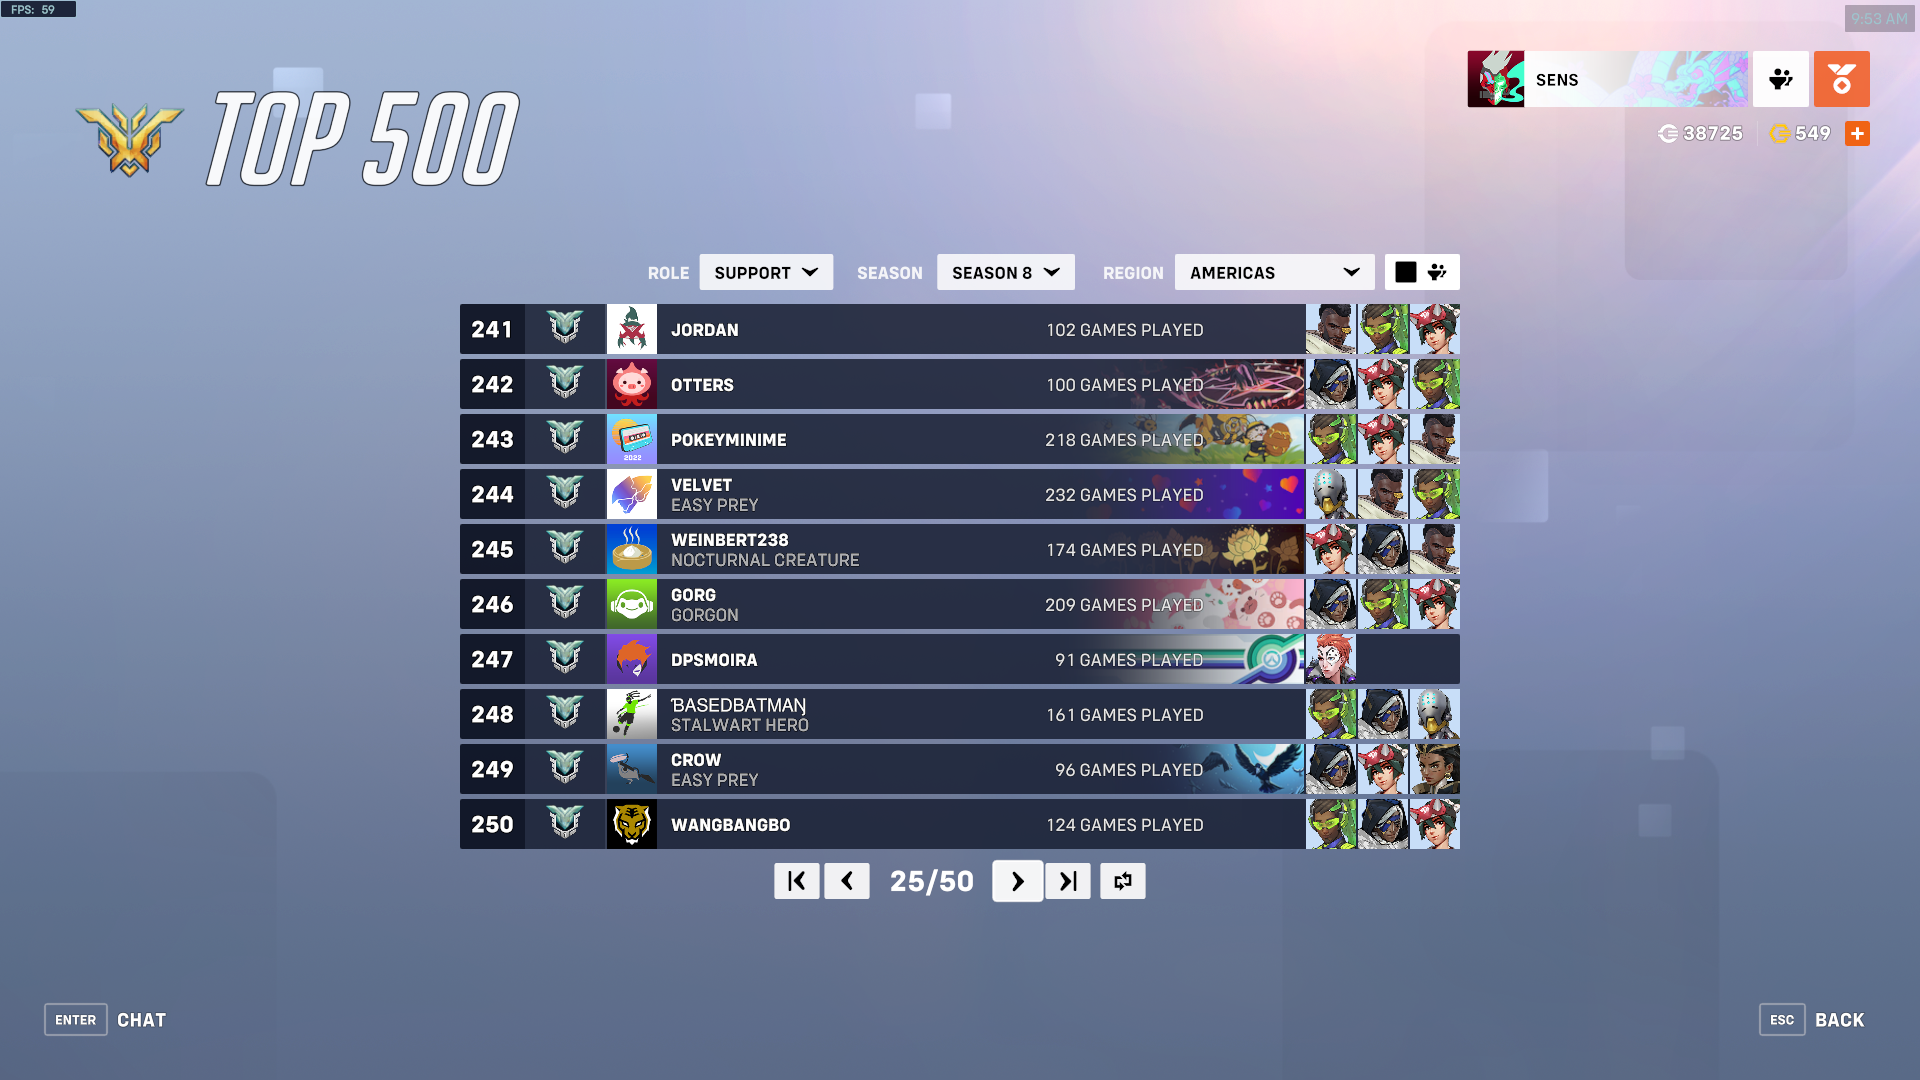 FPS: 59
9:53 AM
TOP 500
SENS
38725 549
ROLE SUPPORT SEASON SEASON 8 REGION AMERICAS
241 JORDAN 102 GAMES PLAYED
242 OTTERS 100 GAMES PLAYED
243 2022 POKEYMINIME 218 GAMES PLAYED
244 VELVET 232 GAMES PLAYED
EASY PREY
245 WEINBERT238 174 GAMES PLAYED
NOCTURNAL CREATURE
246 GORG 209 GAMES PLAYED
GORGON
247 DPSMOIRA 91 GAMES PLAYED
248 ƁASEDBATMAŊ 161 GAMES PLAYED
STALWART HERO
249 CROW 96 GAMES PLAYED
EASY PREY
250 WANGBANGBO 124 GAMES PLAYED
25/50
ENTER CHAT
ESC BACK